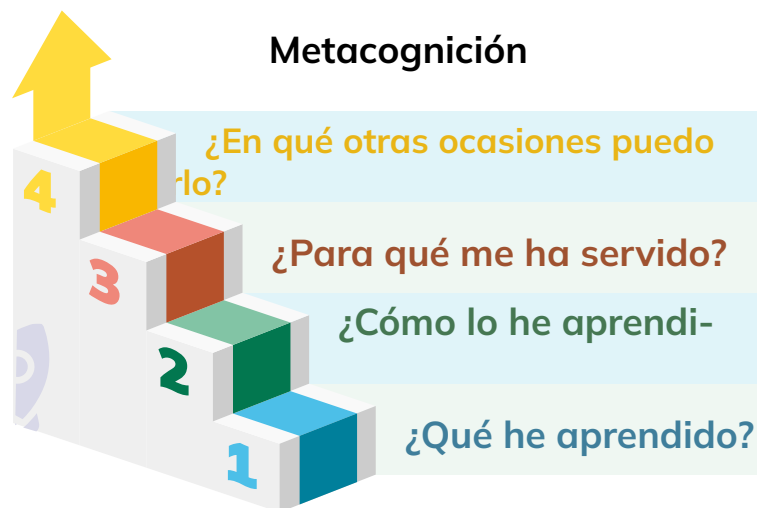 Metacognición
¿En qué otras ocasiones puedo
rlo?
4
¿Para qué me ha servido?
3
¿Cómo lo he aprendi-
2
¿Qué he aprendido?
1